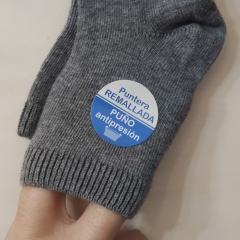 Puntera
REMALLADA
PUÑO
antipresión